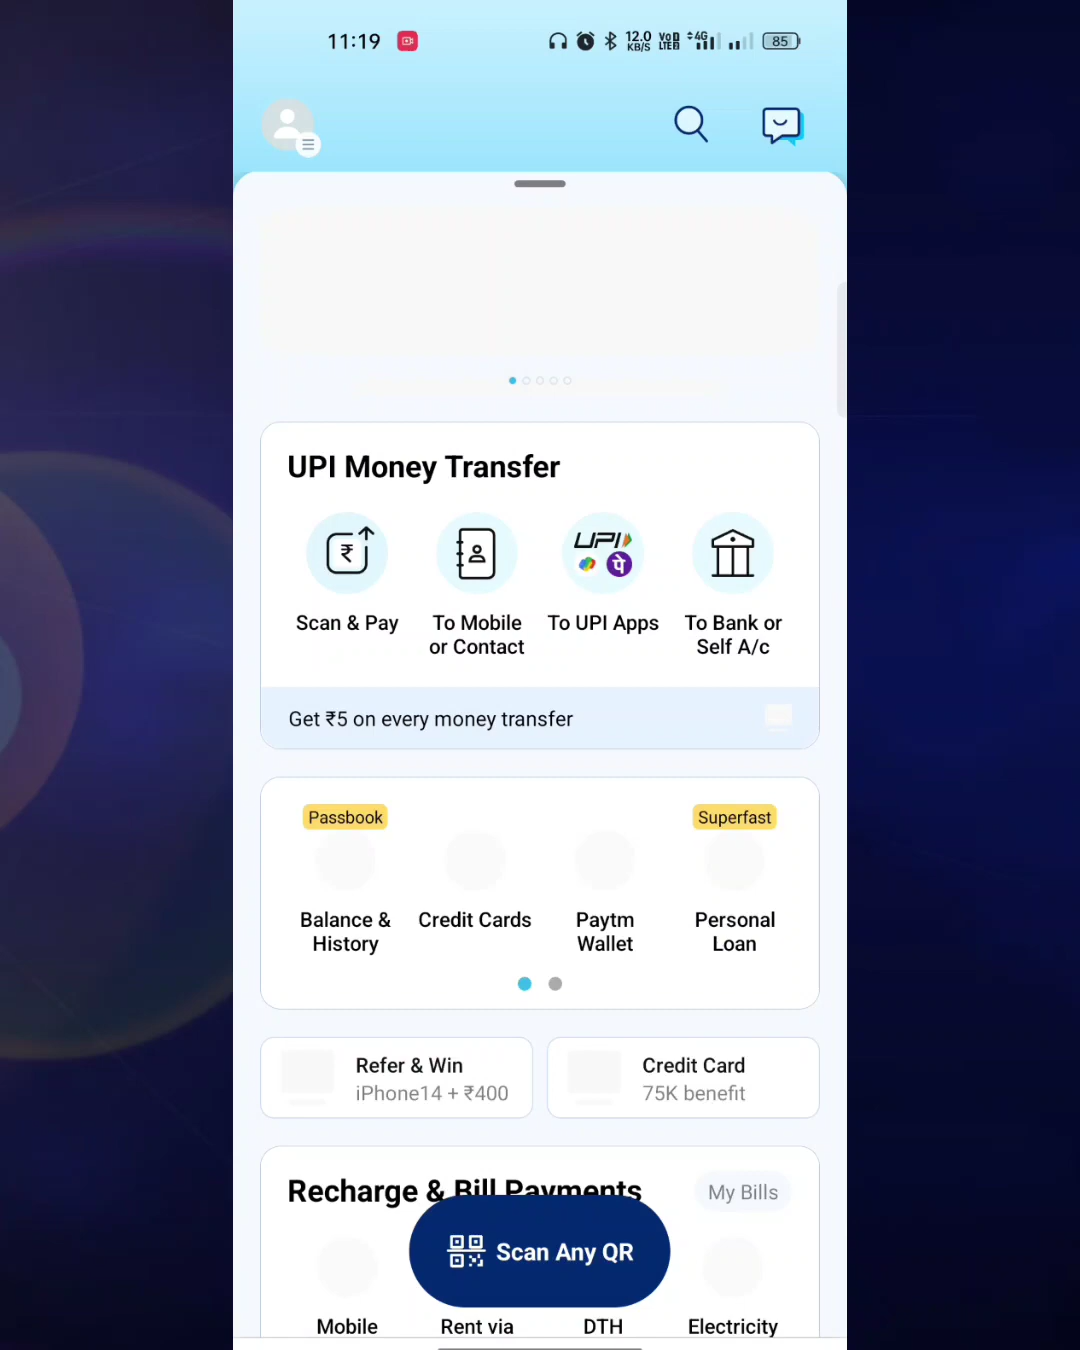 11:19
12.0
KB/S
VoD
LTE
4G
85
UPI Money Transfer
₹
UPI
पे
Scan & Pay
To Mobile
or Contact
To UPI Apps
To Bank or
Self A/c
Get ₹5 on every money transfer
Passbook
Superfast
Balance &
History
Credit Cards
Paytm
Wallet
Personal
Loan
Refer & Win
iPhone14 + ₹400
Credit Card
75K benefit
Recharge & Bill Payments
My Bills
Scan Any QR
Mobile
Rent via
DTH
Electricity